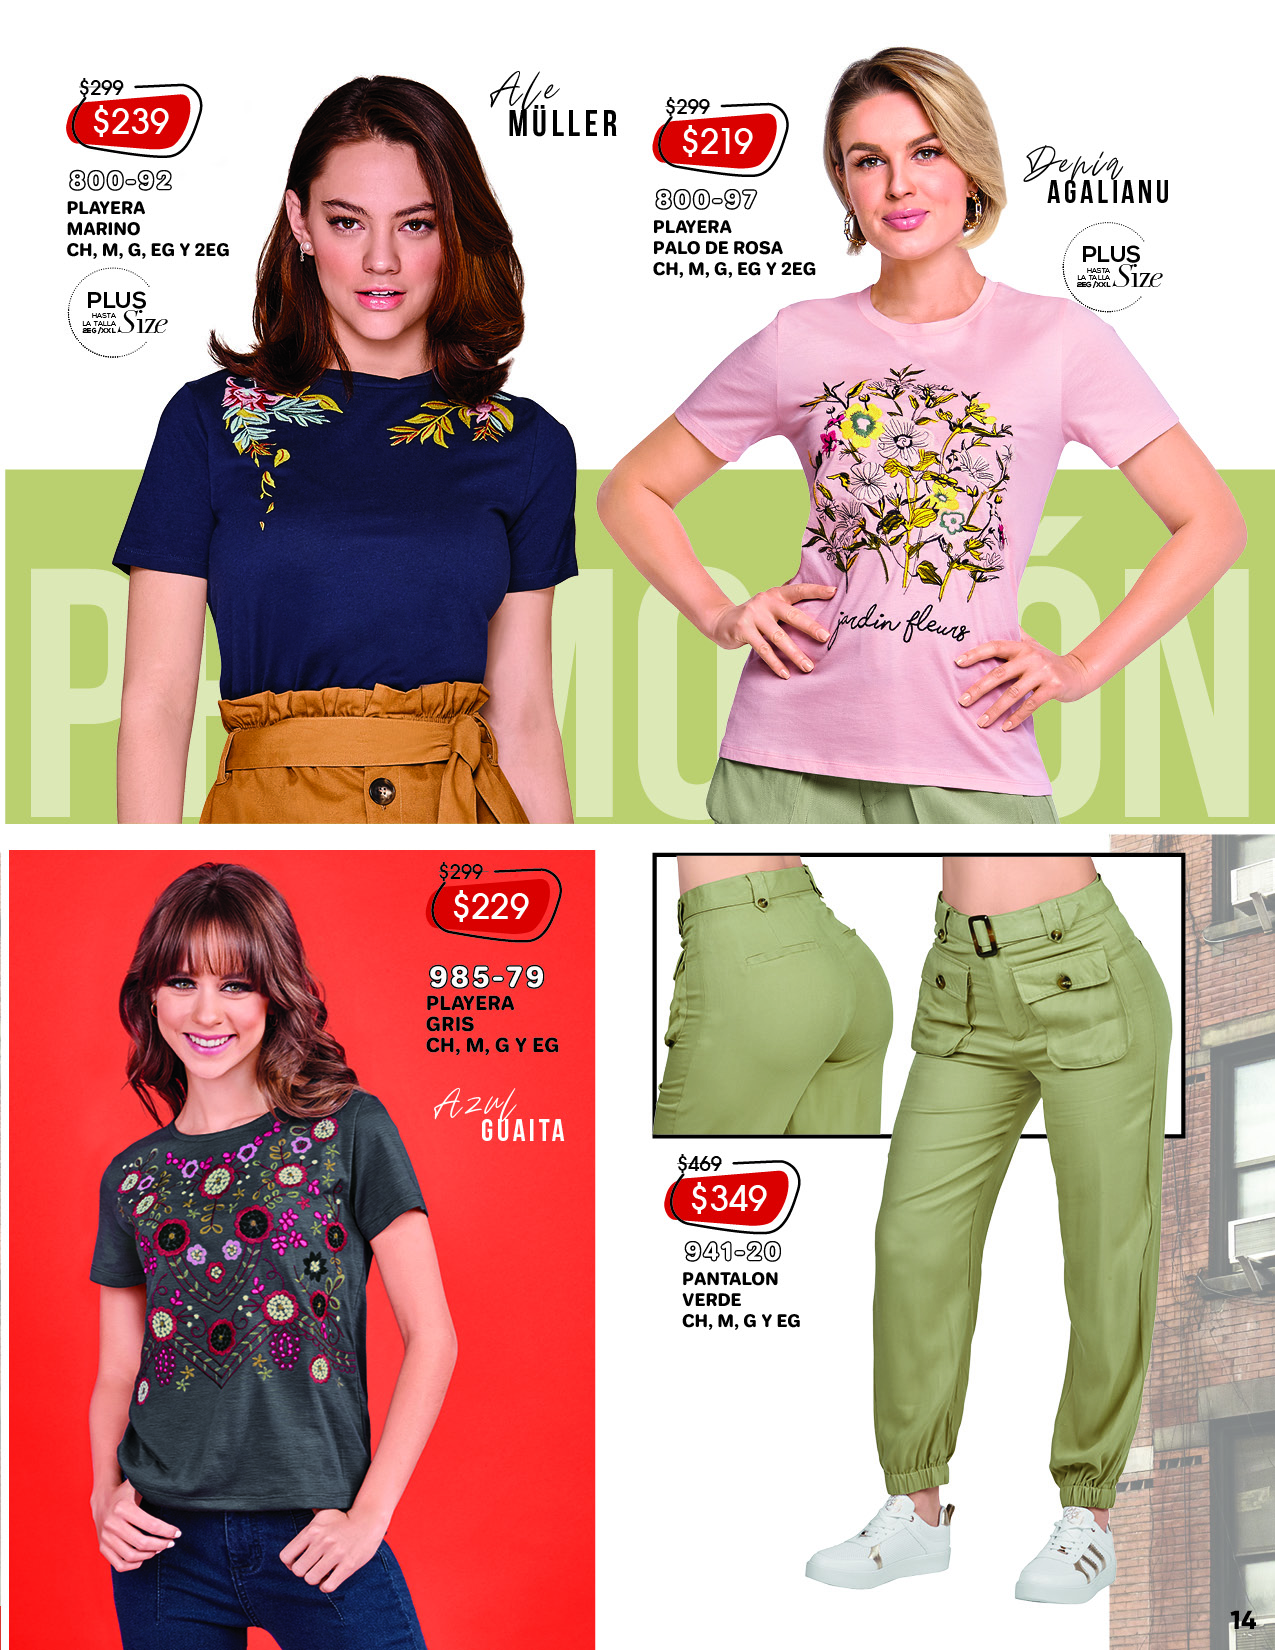 $299
$239
800-92
PLAYERA
MARINO
CH, M, G, EG Y 2EG
PLUS
HASTA
LA TALLA
2EG/XXL
Size
Ale
MÜLLER
$299
$219
800-97
PLAYERA
PALO DE ROSA
CH, M, G, EG Y 2EG
Denia
AGALIANU
PLUS
HASTA
LA TALLA
2EG/XXL
Size
jardin fleurs
$299
$229
985-79
PLAYERA
GRIS
CH, M, G Y EG
Azul
GUAITA
$469
$349
941-20
PANTALON
VERDE
CH, M, G Y EG
14